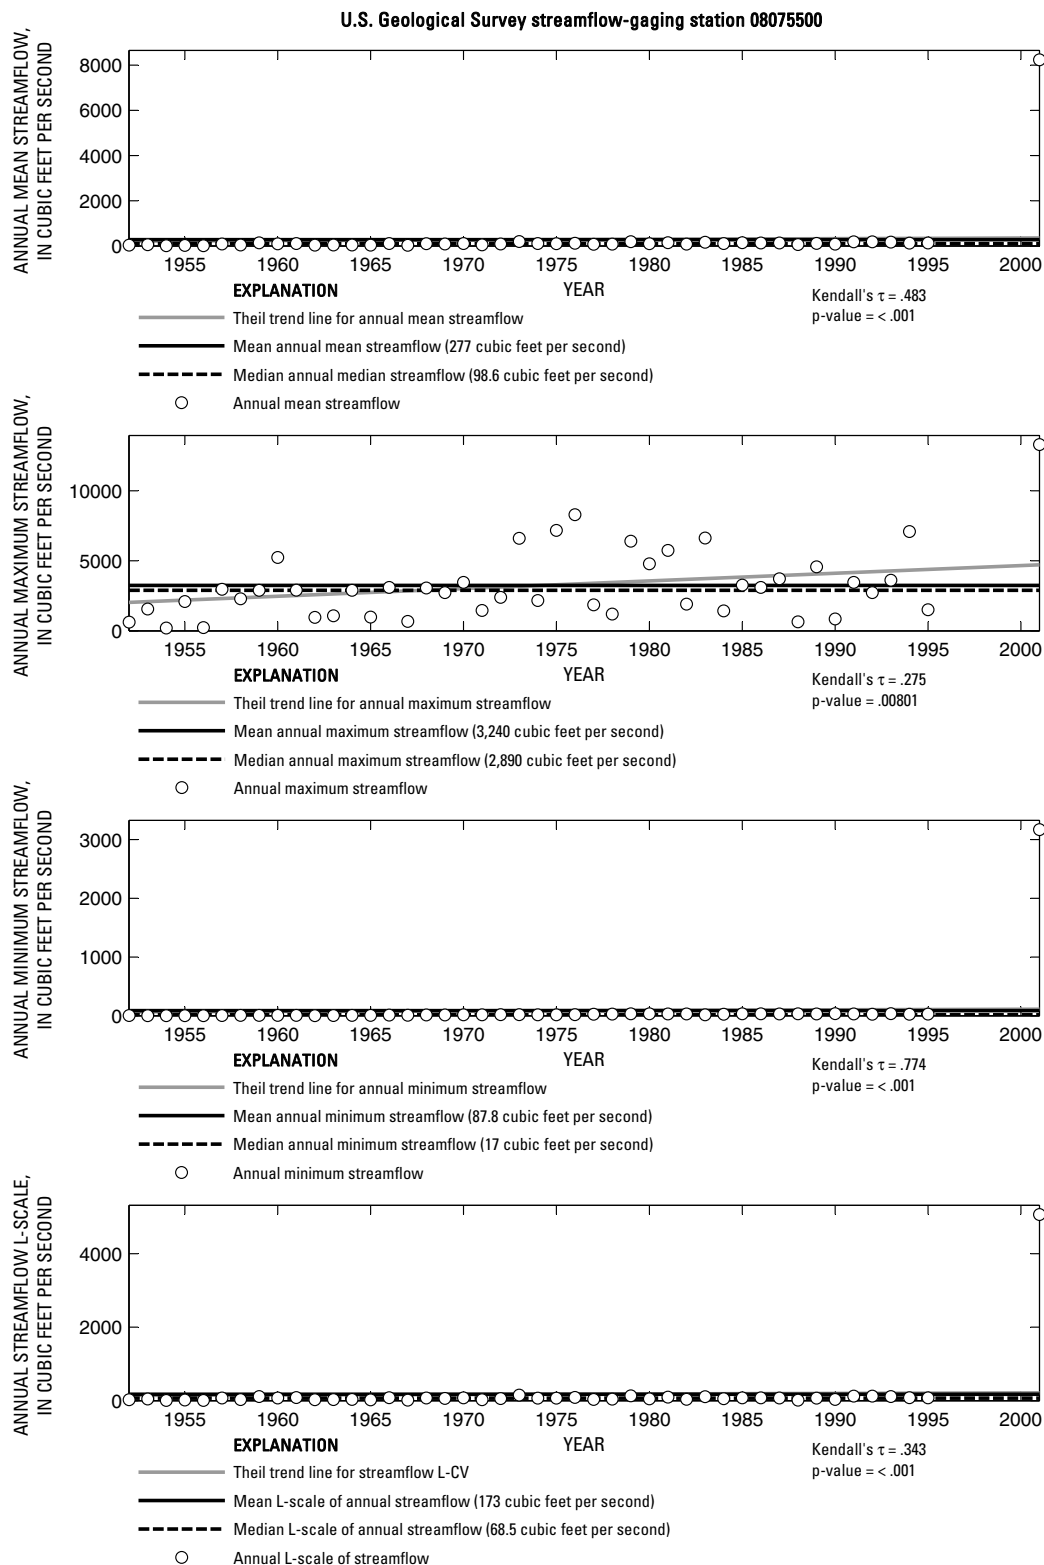 U.S. Geological Survey streamflow-gaging station 08075500
ANNUAL MEAN STREAMFLOW,
IN CUBIC FEET PER SECOND
8000
6000
4000
2000
0
1955 1960 1965 1970 1975 1980 1985 1990 1995 2000
YEAR
EXPLANATION
Theil trend line for annual mean streamflow
Mean annual mean streamflow (277 cubic feet per second)
Median annual median streamflow (98.6 cubic feet per second)
Annual mean streamflow
Kendall's τ = .483
p-value = < .001
ANNUAL MAXIMUM STREAMFLOW,
IN CUBIC FEET PER SECOND
10000
5000
0
1955 1960 1965 1970 1975 1980 1985 1990 1995 2000
YEAR
EXPLANATION
Theil trend line for annual maximum streamflow
Mean annual maximum streamflow (3,240 cubic feet per second)
Median annual maximum streamflow (2,890 cubic feet per second)
Annual maximum streamflow
Kendall's τ = .275
p-value = .00801
ANNUAL MINIMUM STREAMFLOW,
IN CUBIC FEET PER SECOND
3000
2000
1000
0
1955 1960 1965 1970 1975 1980 1985 1990 1995 2000
YEAR
EXPLANATION
Theil trend line for annual minimum streamflow
Mean annual minimum streamflow (87.8 cubic feet per second)
Median annual minimum streamflow (17 cubic feet per second)
Annual minimum streamflow
Kendall's τ = .774
p-value = < .001
ANNUAL STREAMFLOW L-SCALE,
IN CUBIC FEET PER SECOND
4000
2000
0
1955 1960 1965 1970 1975 1980 1985 1990 1995 2000
YEAR
EXPLANATION
Theil trend line for streamflow L-CV
Mean L-scale of annual streamflow (173 cubic feet per second)
Median L-scale of annual streamflow (68.5 cubic feet per second)
Annual L-scale of streamflow
Kendall's τ = .343
p-value = < .001